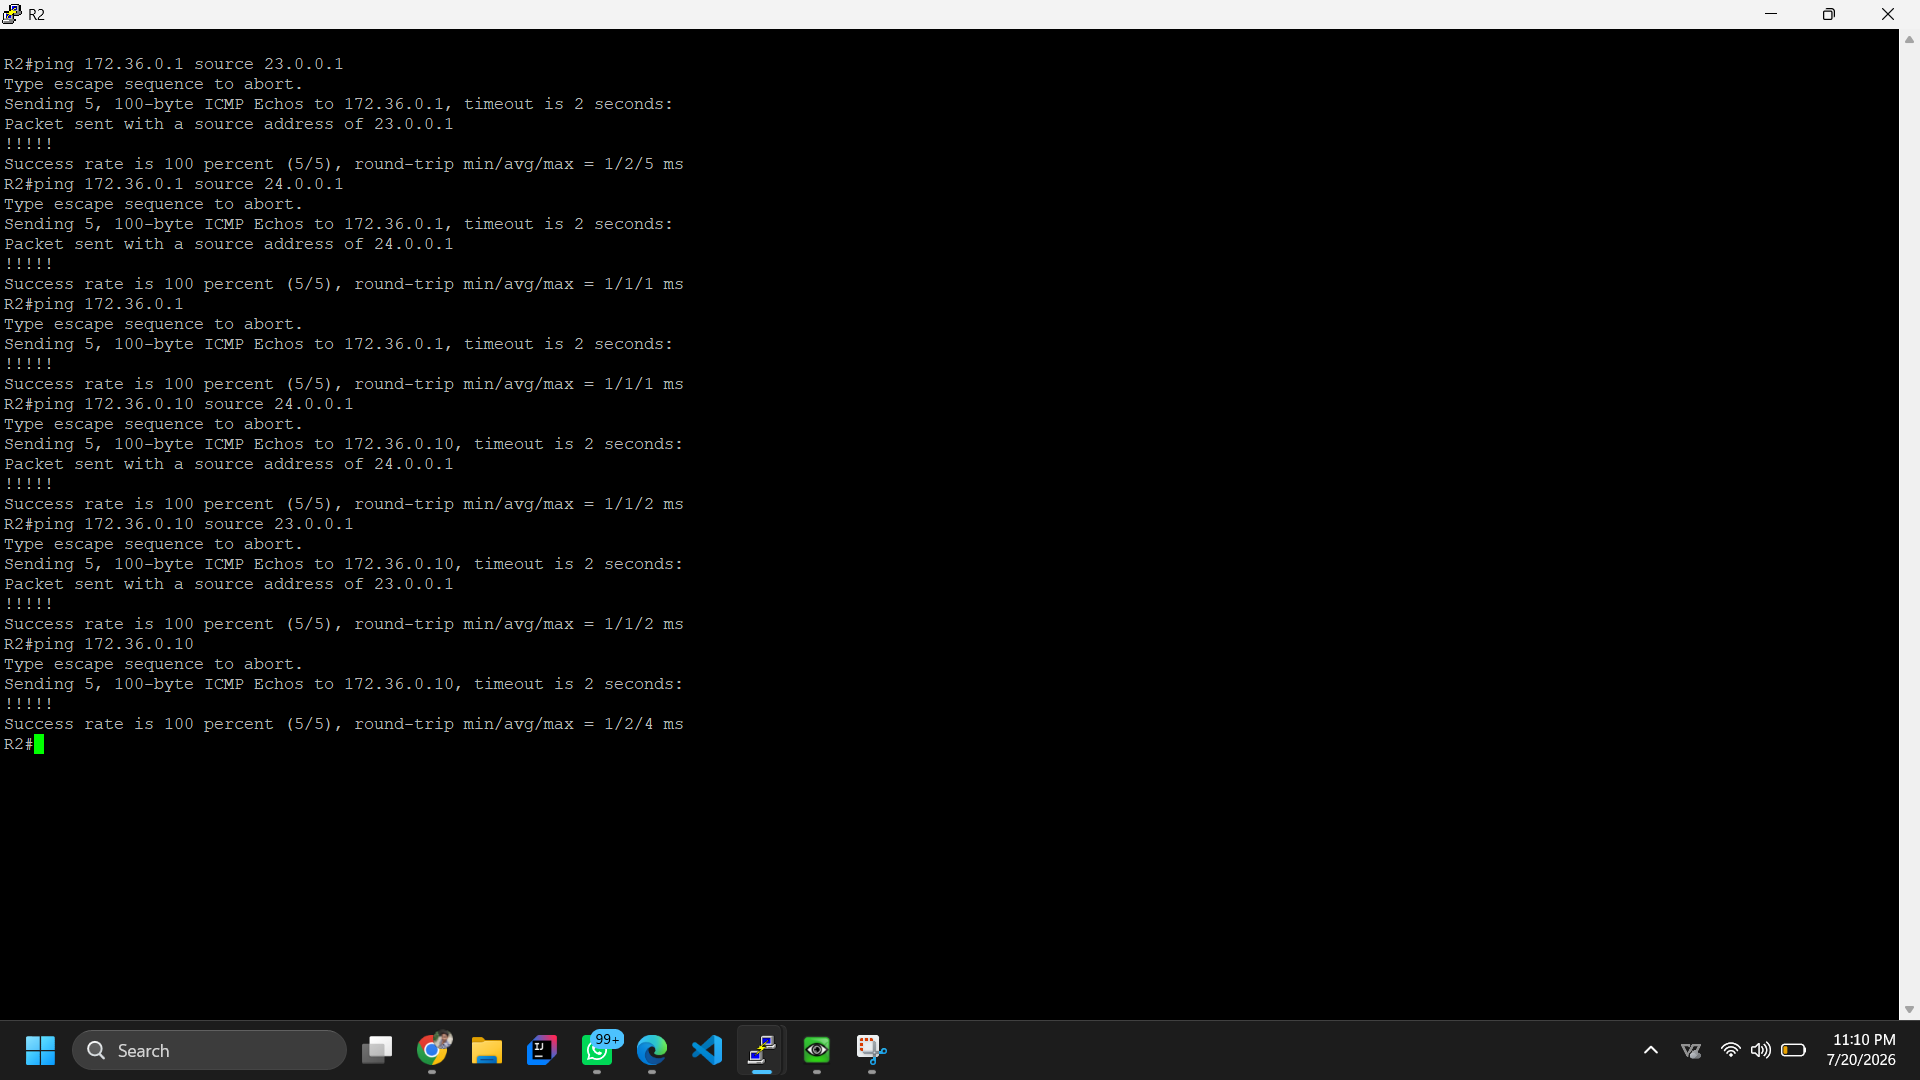 R2
R2#ping 172.36.0.1 source 23.0.0.1
Type escape sequence to abort.
Sending 5, 100-byte ICMP Echos to 172.36.0.1, timeout is 2 seconds:
Packet sent with a source address of 23.0.0.1
!!!!!
Success rate is 100 percent (5/5), round-trip min/avg/max = 1/2/5 ms
R2#ping 172.36.0.1 source 24.0.0.1
Type escape sequence to abort.
Sending 5, 100-byte ICMP Echos to 172.36.0.1, timeout is 2 seconds:
Packet sent with a source address of 24.0.0.1
!!!!!
Success rate is 100 percent (5/5), round-trip min/avg/max = 1/1/1 ms
R2#ping 172.36.0.1
Type escape sequence to abort.
Sending 5, 100-byte ICMP Echos to 172.36.0.1, timeout is 2 seconds:
!!!!!
Success rate is 100 percent (5/5), round-trip min/avg/max = 1/1/1 ms
R2#ping 172.36.0.10 source 24.0.0.1
Type escape sequence to abort.
Sending 5, 100-byte ICMP Echos to 172.36.0.10, timeout is 2 seconds:
Packet sent with a source address of 24.0.0.1
!!!!!
Success rate is 100 percent (5/5), round-trip min/avg/max = 1/1/2 ms
R2#ping 172.36.0.10 source 23.0.0.1
Type escape sequence to abort.
Sending 5, 100-byte ICMP Echos to 172.36.0.10, timeout is 2 seconds:
Packet sent with a source address of 23.0.0.1
!!!!!
Success rate is 100 percent (5/5), round-trip min/avg/max = 1/1/2 ms
R2#ping 172.36.0.10
Type escape sequence to abort.
Sending 5, 100-byte ICMP Echos to 172.36.0.10, timeout is 2 seconds:
!!!!!
Success rate is 100 percent (5/5), round-trip min/avg/max = 1/2/4 ms
R2#
Search
IJ
99+
11:10 PM
7/20/2026